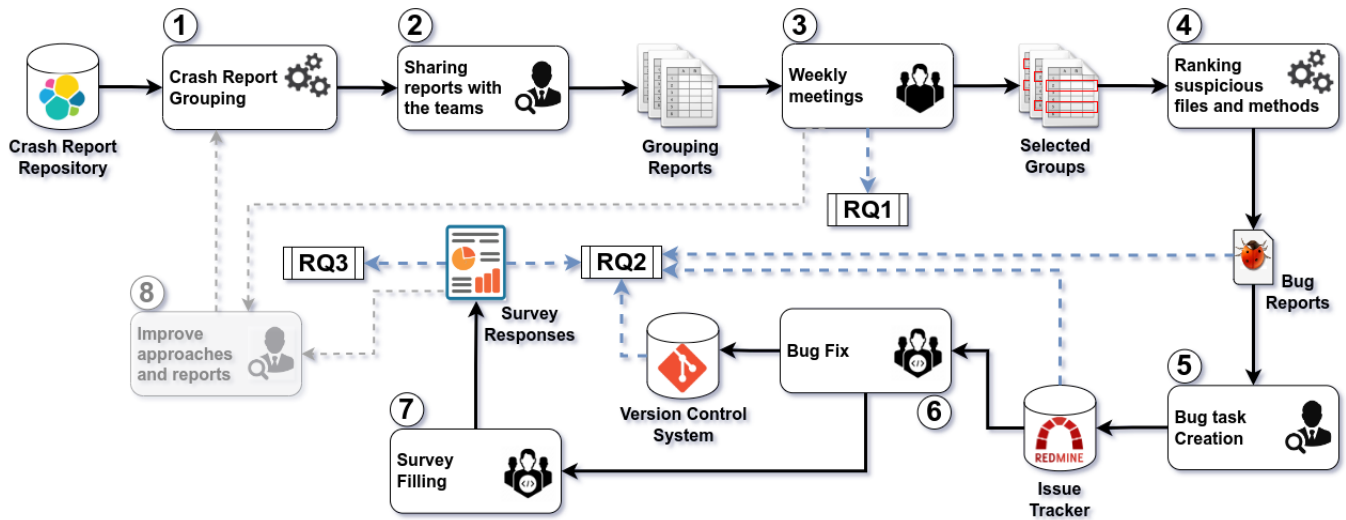 1
Crash Report
Grouping
2
Sharing
reports with
the teams
3
Weekly
meetings
4
Ranking
suspicious
files and methods
Crash Report
Repository
Grouping
Reports
Selected
Groups
RQ1
RQ3
RQ2
Bug
Reports
8
Improve
approaches
and reports
Survey
Responses
Bug Fix
6
5
Bug task
Creation
7
Survey
Filling
Version Control
System
REDMINE
Issue
Tracker